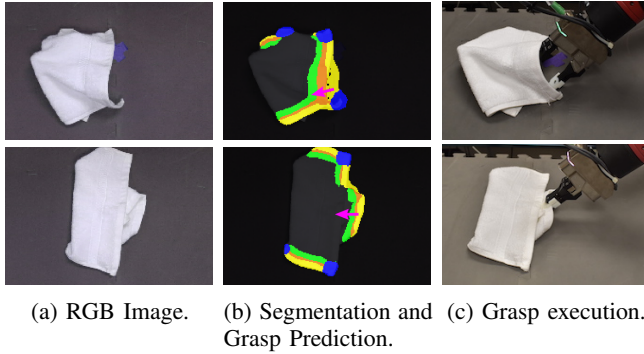 (a) RGB Image.
(b) Segmentation and
Grasp Prediction.
(c) Grasp execution.